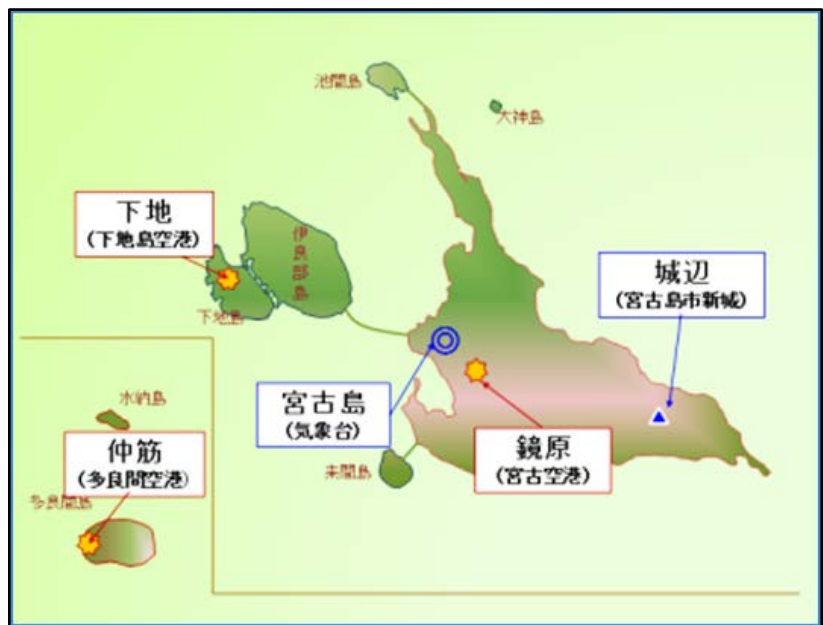 池間島
大神島
下地
(下地島空港)
伊良部島
下地島
城辺
(宮古島市新城)
宮古島
(気象台)
鏡原
(宮古空港)
来間島
水納島
仲筋
(多良間空港)
多良間島